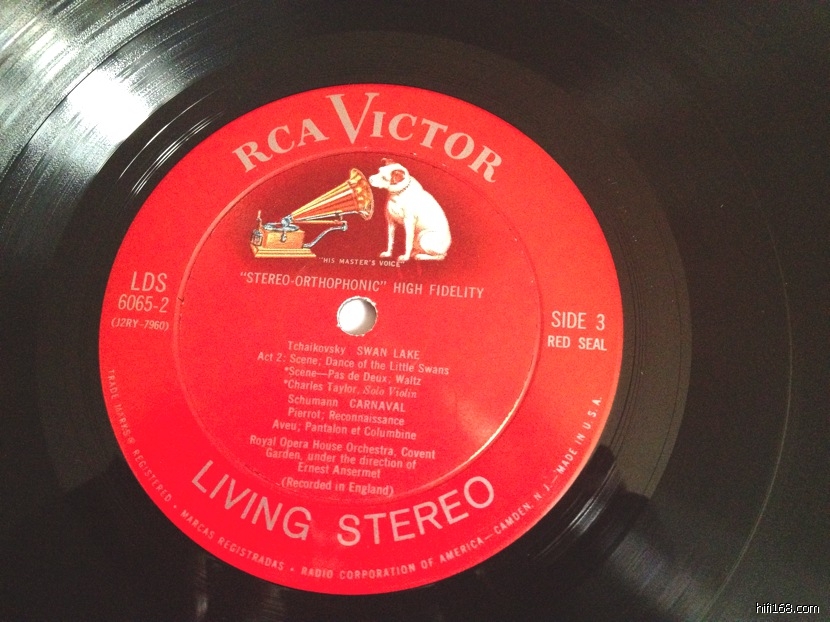 RCA VICTOR
"HIS MASTER'S VOICE"
"STEREO-ORTHOPHONIC" HIGH FIDELITY
LDS
6065-2
(J2RY-7960)
SIDE 3
RED SEAL
Tchaikovsky SWAN LAKE
Act 2: Scene; Dance of the Little Swans
*Scene—Pas de Deux; Waltz
*Charles Taylor, Solo Violin
Schumann CARNAVAL
Pierrot; Reconnaissance
Aveu; Pantalon et Columbine
Royal Opera House Orchestra, Covent
Garden, under the direction of
Ernest Ansermet
(Recorded in England)
LIVING STEREO
TRADE MARKS ® REGISTERED • MARCAS REGISTRADAS • RADIO CORPORATION OF AMERICA—CAMDEN, N. J.—MADE IN U.S.A.
hifi168.com